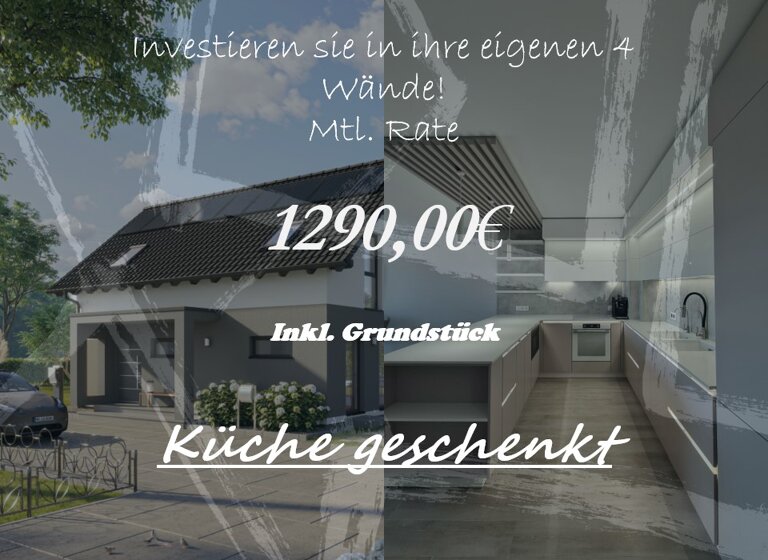 Investieren sie in ihre eigenen 4
Wände!
Mtl. Rate
1290,00€
Inkl. Grundstück
Küche geschenkt